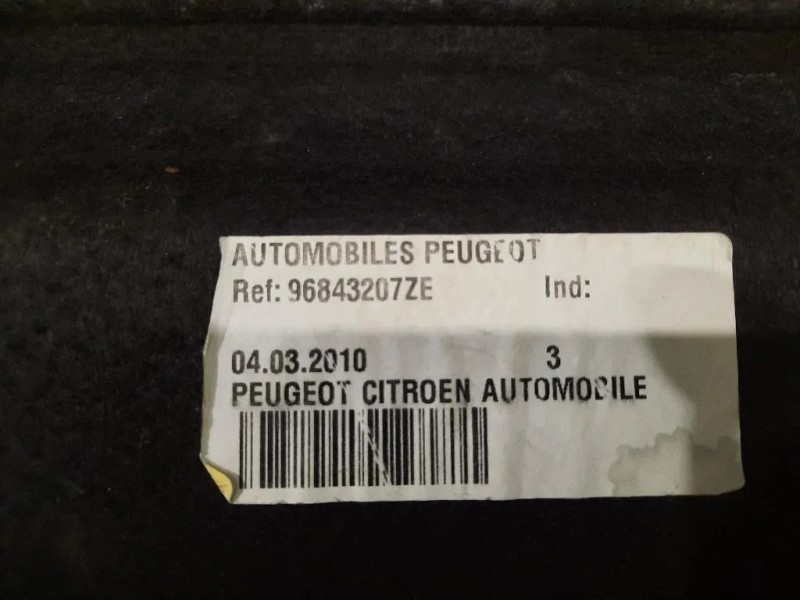 AUTOMOBILES PEUGEOT
Ref: 96843207ZE Ind:
04.03.2010 3
PEUGEOT CITROEN AUTOMOBILE